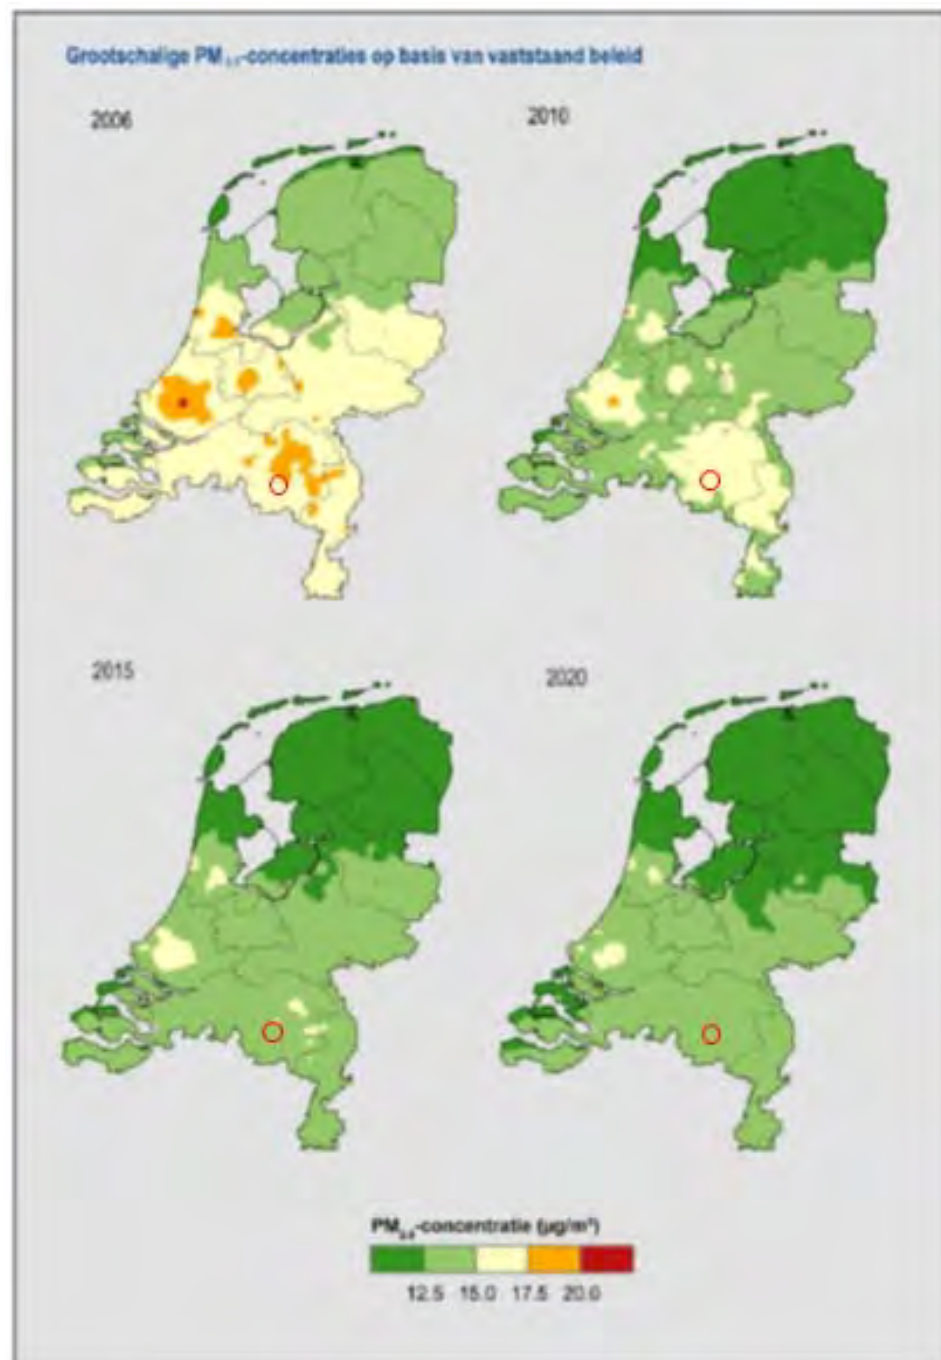 Grootschalige PM₂,₅-concentraties op basis van vaststaand beleid
2006
2010
2015
2020
PM₂,₅-concentratie (µg/m³)
12.5 15.0 17.5 20.0